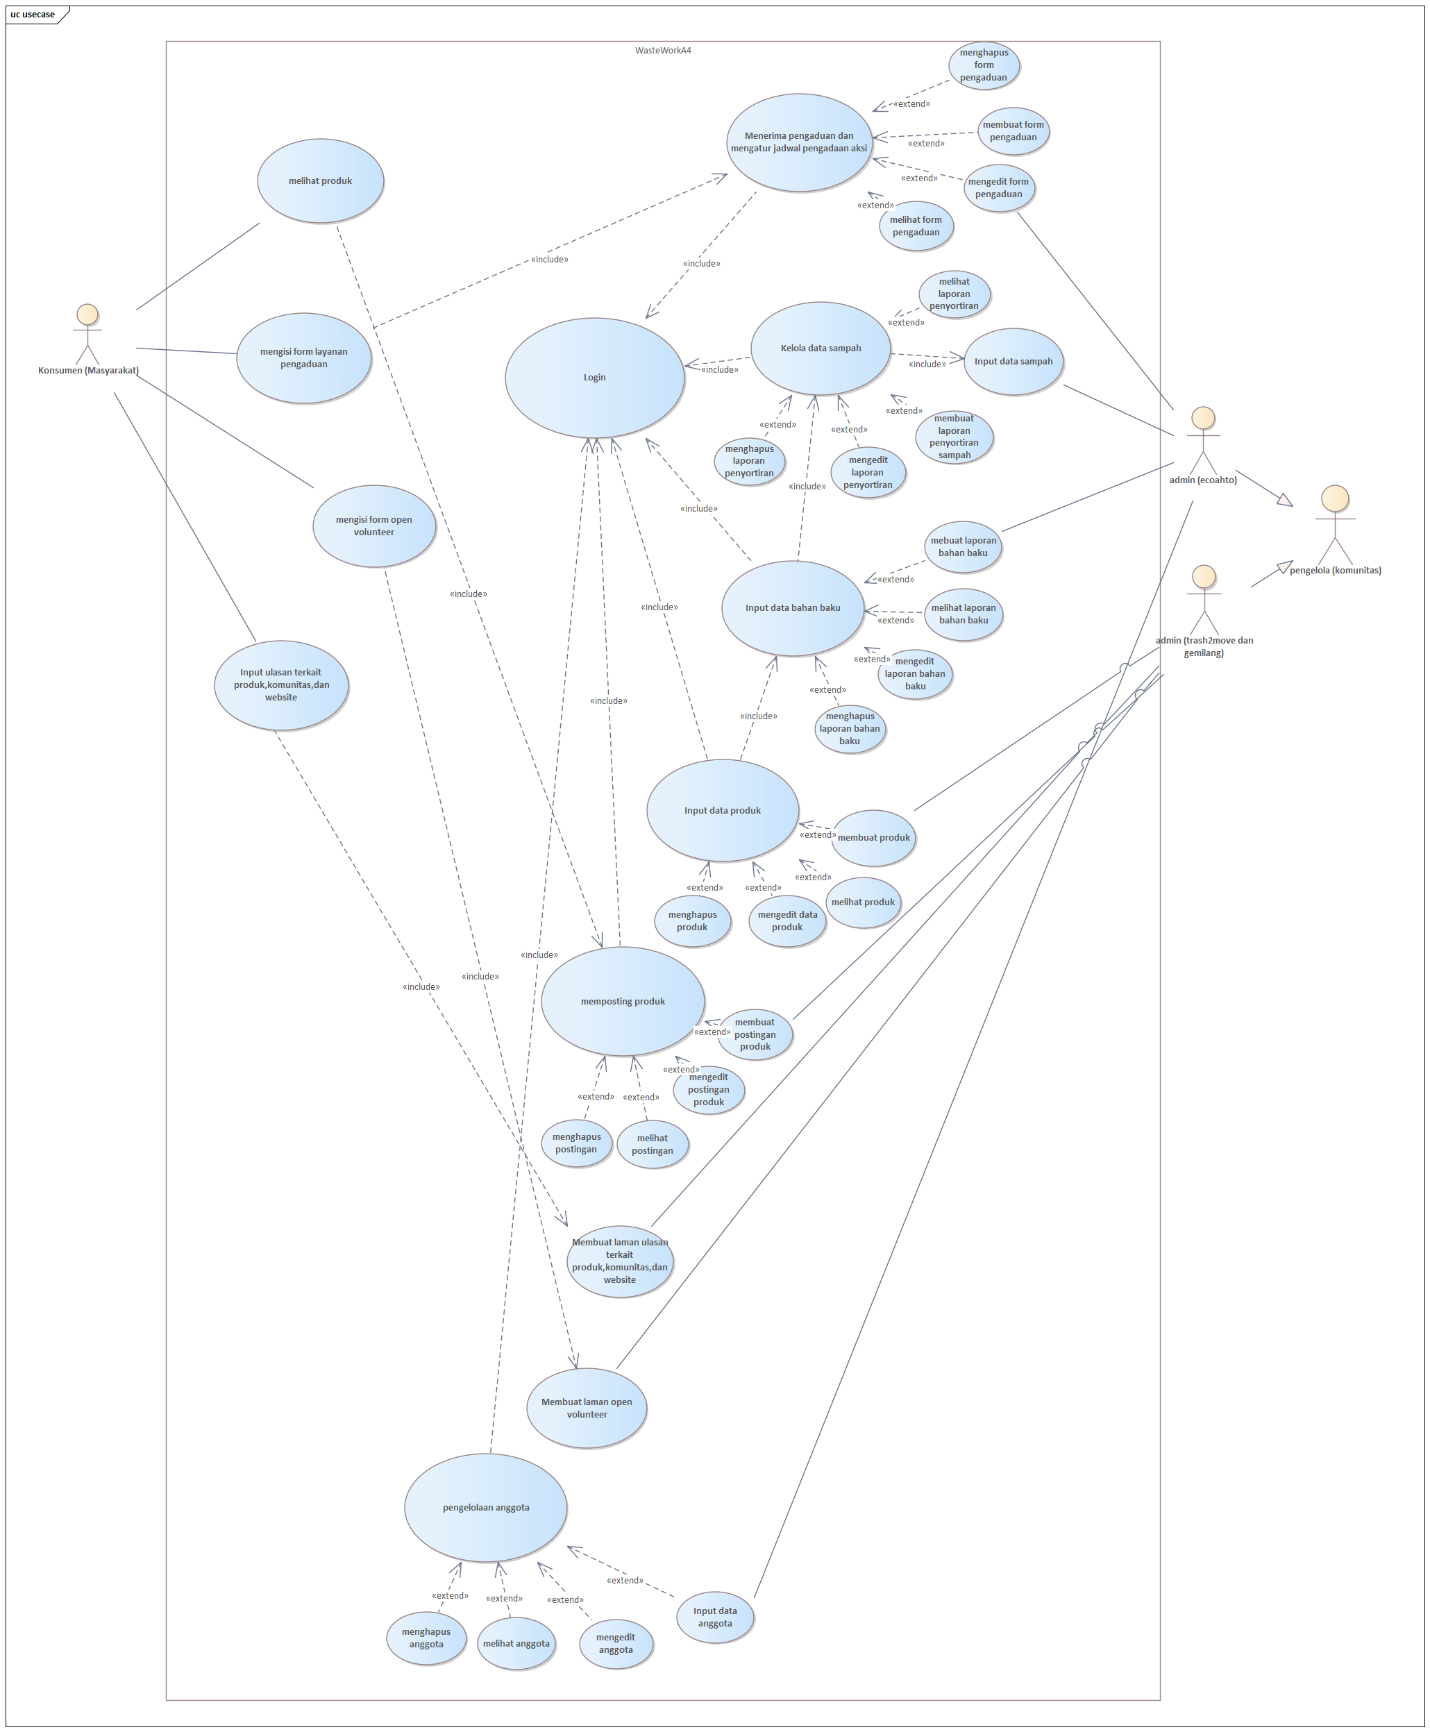 uc usecase
WasteWorkA4
menghapus
form
pengaduan
«extend»
Menerima pengaduan dan
mengatur jadwal pengadaan aksi
membuat form
pengaduan
«extend»
mengedit form
pengaduan
«extend»
melihat produk
«extend»
melihat form
pengaduan
«include»
«include»
melihat
laporan
penyortiran
«extend»
Konsumen (Masyarakat)
mengisi form layanan
pengaduan
Login
Kelola data sampah
«include»
«include»
Input data sampah
«extend»
membuat
laporan
penyortiran
sampah
«extend»
«extend»
menghapus
laporan
penyortiran
mengedit
laporan
penyortiran
admin (ecoahto)
«include»
«include»
mengisi form open
volunteer
mebuat laporan
bahan baku
«extend»
pengelola (komunitas)
«include»
«include»
Input data bahan baku
melihat laporan
bahan baku
«extend»
admin (trash2move dan
gemilang)
«extend»
mengedit
laporan bahan
baku
Input ulasan terkait
produk,komunitas,dan
website
«extend»
«include»
«include»
menghapus
laporan bahan
baku
Input data produk
«extend»
membuat produk
«extend»
«extend»
«extend»
melihat produk
menghapus
produk
mengedit data
produk
«include»
«include»
«include»
memposting produk
«extend»
membuat
postingan
produk
«extend»
mengedit
postingan
produk
«extend»
«extend»
menghapus
postingan
melihat
postingan
Membuat laman ulasan
terkait
produk,komunitas,dan
website
Membuat laman open
volunteer
pengelolaan anggota
«extend»
«extend»
«extend»
«extend»
Input data
anggota
menghapus
anggota
melihat anggota
mengedit
anggota